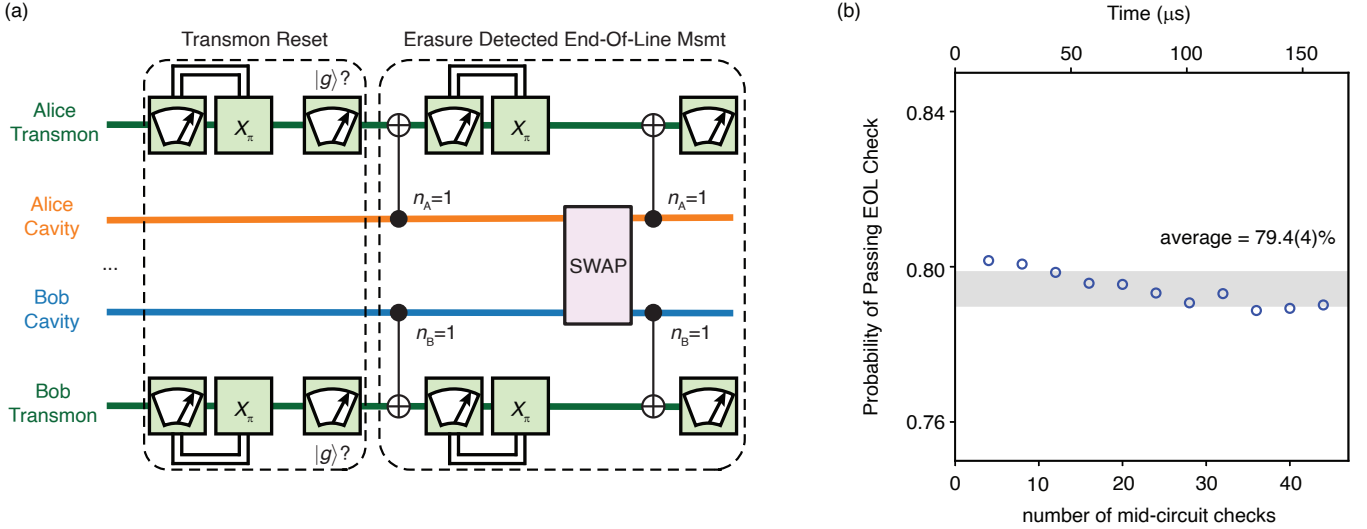 (a)
Transmon Reset
Erasure Detected End-Of-Line Msmt
|g⟩?
Alice
Transmon
Xπ
Xπ
nA=1
nA=1
Alice
Cavity
...
SWAP
Bob
Cavity
nB=1
nB=1
Bob
Transmon
Xπ
Xπ
|g⟩?
(b)
Time (μs)
0 50 100 150
Probability of Passing EOL Check
0.84
0.80
0.76
average = 79.4(4)%
0 10 20 30 40
number of mid-circuit checks